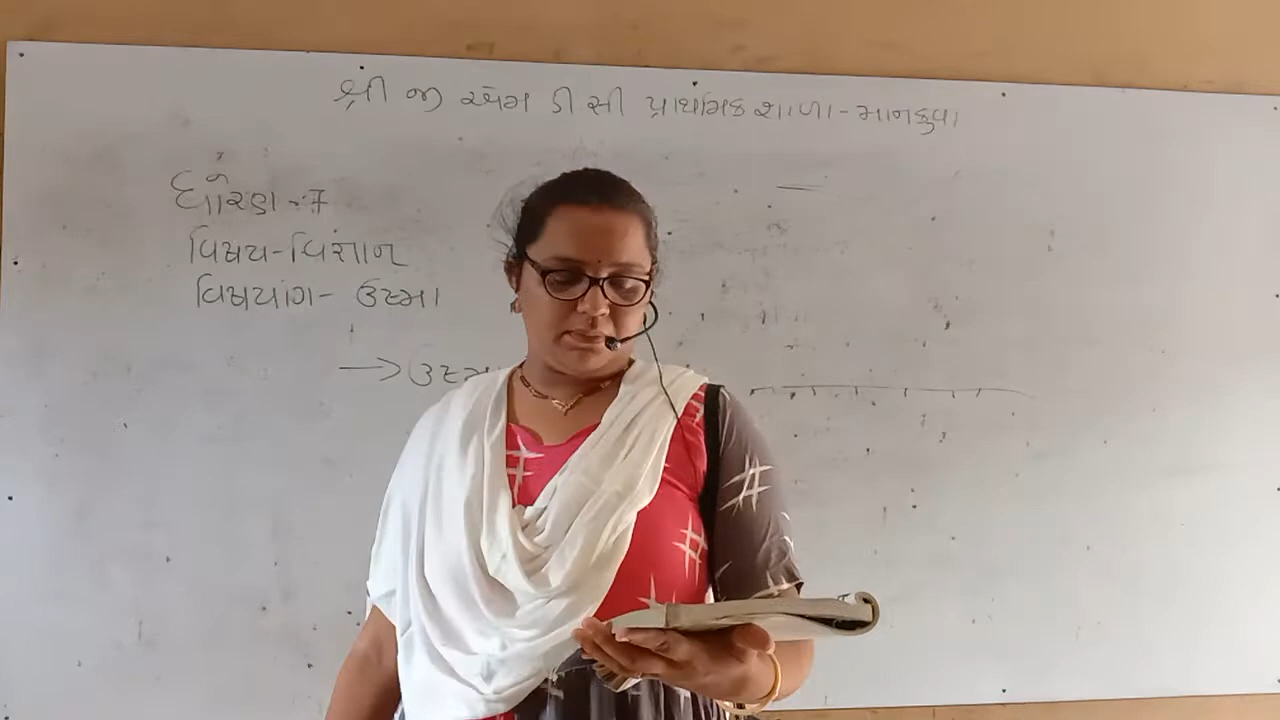 શ્રી જી એમ ડી સી પ્રાથમિક શાળા - માનકુવા
ધોરણ - 7
વિષય - વિજ્ઞાન
વિષયાંગ - ઉષ્મા